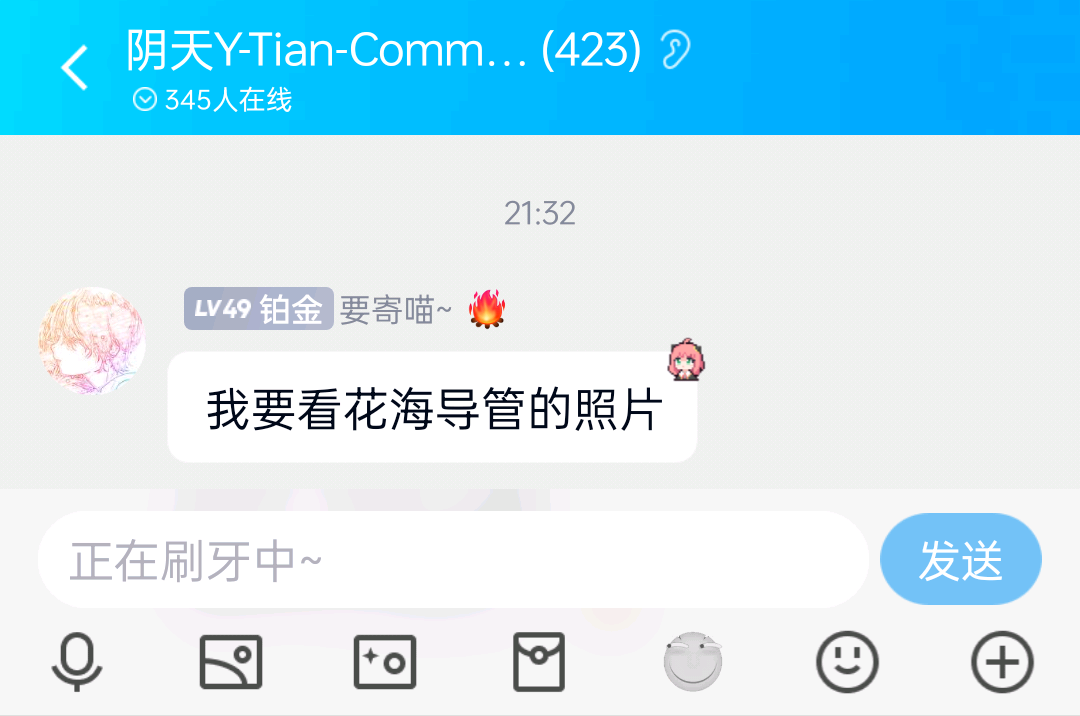 阴天Y-Tian-Comm... (423)
345人在线
21:32
LV49 铂金 要寄喵~
我要看花海导管的照片
正在刷牙中~
发送